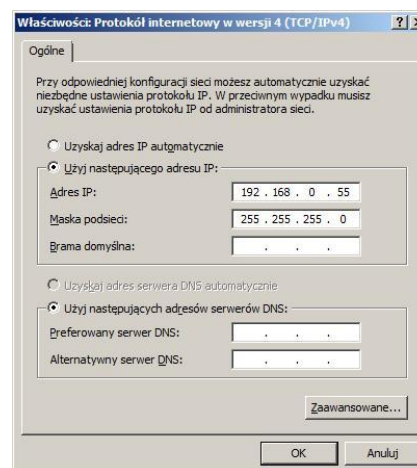 Właściwości: Protokół internetowy w wersji 4 (TCP/IPv4)
Ogólne
Przy odpowiedniej konfiguracji sieci możesz automatycznie uzyskać
niezbędne ustawienia protokołu IP. W przeciwnym wypadku musisz
uzyskać ustawienia protokołu IP od administratora sieci.
Uzyskaj adres IP automatycznie
Użyj następującego adresu IP:
Adres IP: 192 . 168 . 0 . 55
Maska podsieci: 255 . 255 . 255 . 0
Brama domyślna: . . .
Uzyskaj adres serwera DNS automatycznie
Użyj następujących adresów serwerów DNS:
Preferowany serwer DNS: . . .
Alternatywny serwer DNS: . . .
Zaawansowane...
OK Anuluj